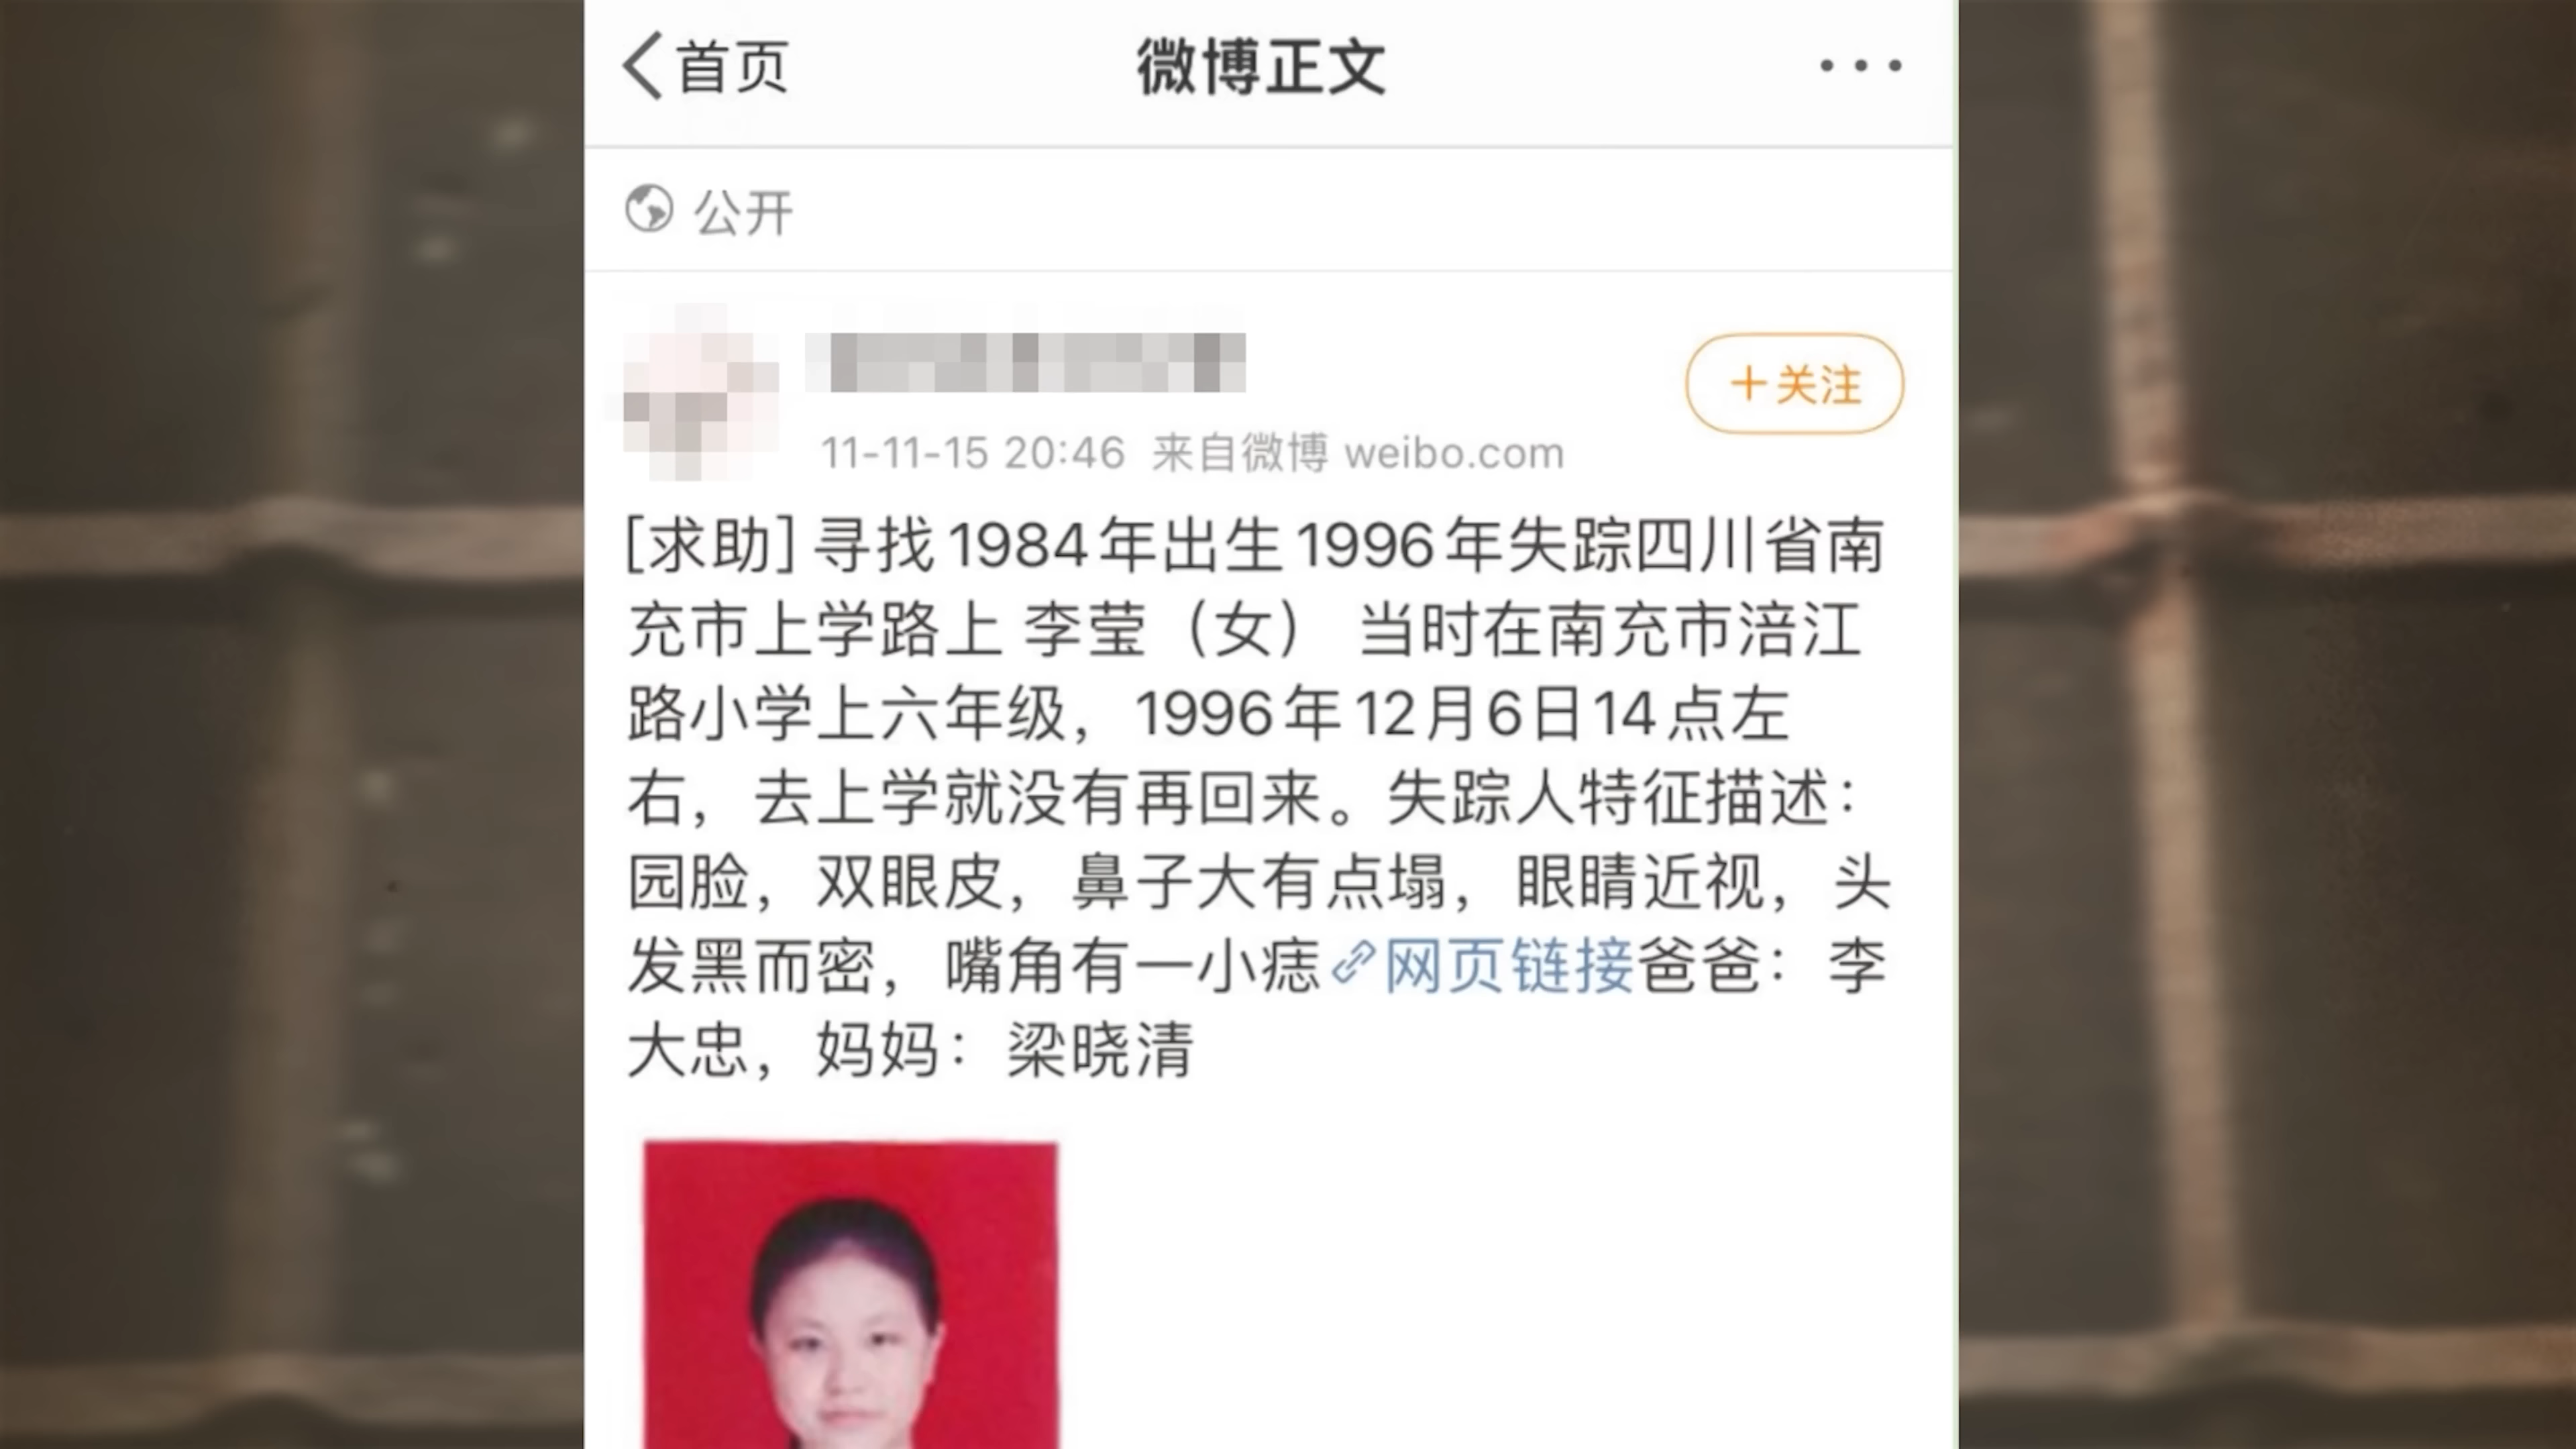 首页
微博正文
公开
+关注
11-11-15 20:46 来自微博 weibo.com
[求助] 寻找1984年出生1996年失踪四川省南
充市上学路上 李莹（女） 当时在南充市涪江
路小学上六年级，1996年12月6日14点左
右，去上学就没有再回来。失踪人特征描述：
园脸，双眼皮，鼻子大有点塌，眼睛近视，头
发黑而密，嘴角有一小痣网页链接爸爸：李
大忠，妈妈：梁晓清